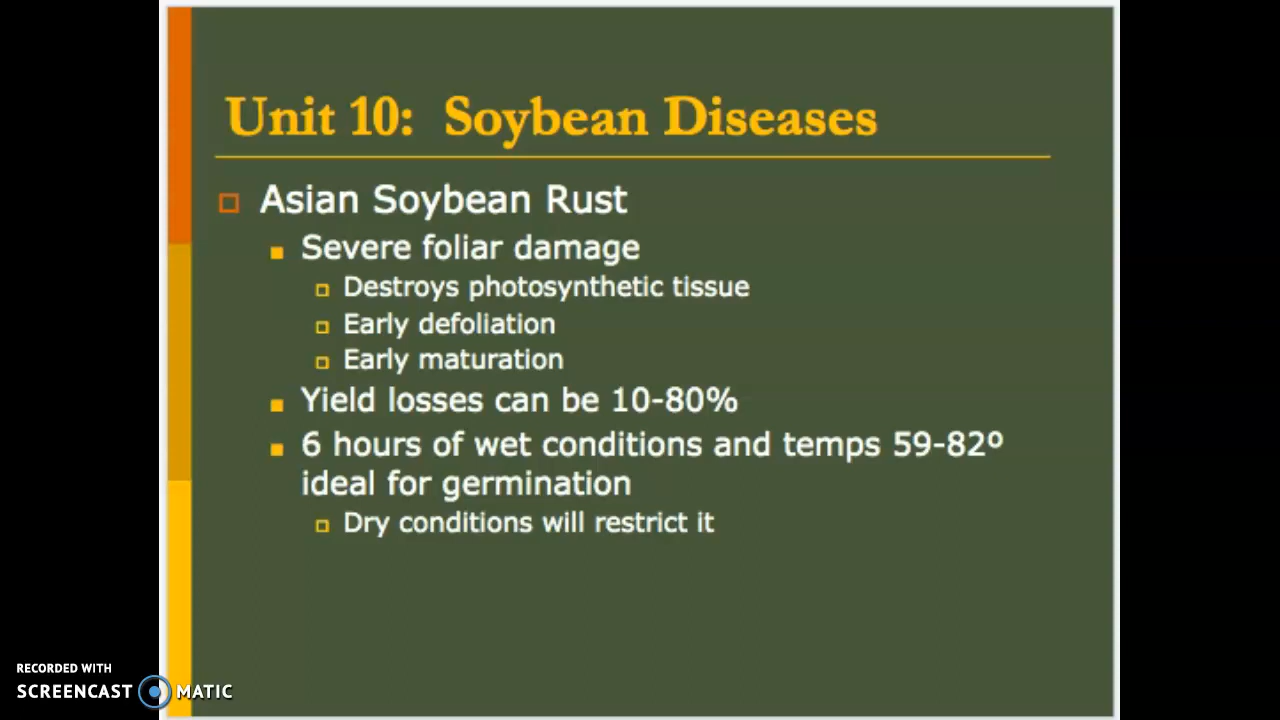 Unit 10: Soybean Diseases
Asian Soybean Rust
Severe foliar damage
Destroys photosynthetic tissue
Early defoliation
Early maturation
Yield losses can be 10-80%
6 hours of wet conditions and temps 59-82º
ideal for germination
Dry conditions will restrict it
RECORDED WITH
SCREENCAST MATIC